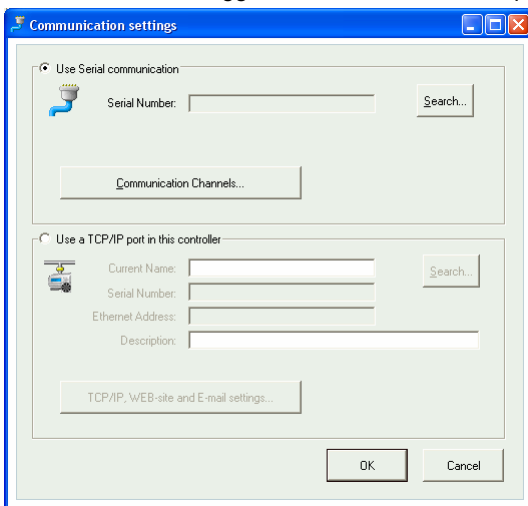 Communication settings
Use Serial communication
Serial Number:
Search...
Communication Channels...
Use a TCP/IP port in this controller
Current Name:
Search...
Serial Number:
Ethernet Address:
Description:
TCP/IP, WEB-site and E-mail settings...
OK Cancel